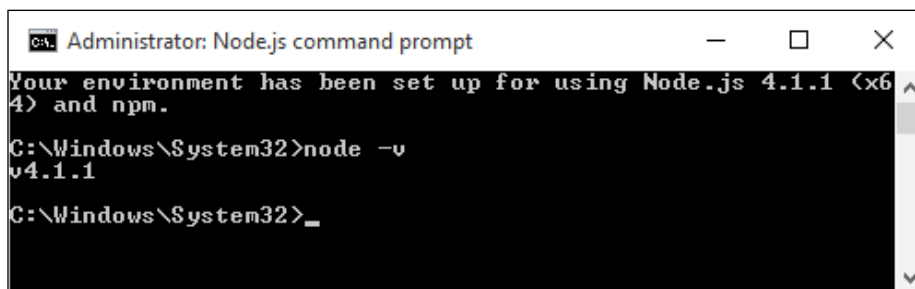 Administrator: Node.js command prompt
Your environment has been set up for using Node.js 4.1.1 (x6
4) and npm.
C:\Windows\System32>node -v
v4.1.1
C:\Windows\System32>_